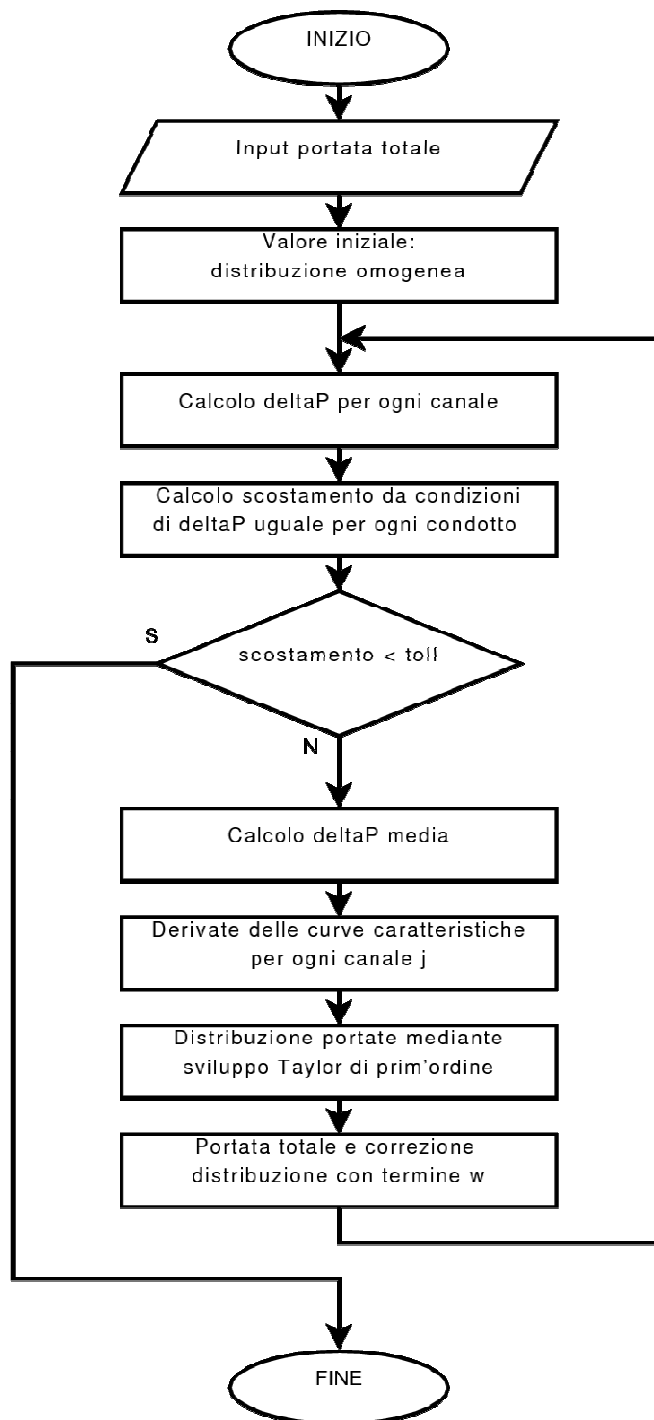 INIZIO
Input portata totale
Valore iniziale:
distribuzione omogenea
Calcolo deltaP per ogni canale
Calcolo scostamento da condizioni
di deltaP uguale per ogni condotto
S
scostamento < toll
N
Calcolo deltaP media
Derivate delle curve caratteristiche
per ogni canale j
Distribuzione portate mediante
sviluppo Taylor di prim'ordine
Portata totale e correzione
distribuzione con termine w
FINE